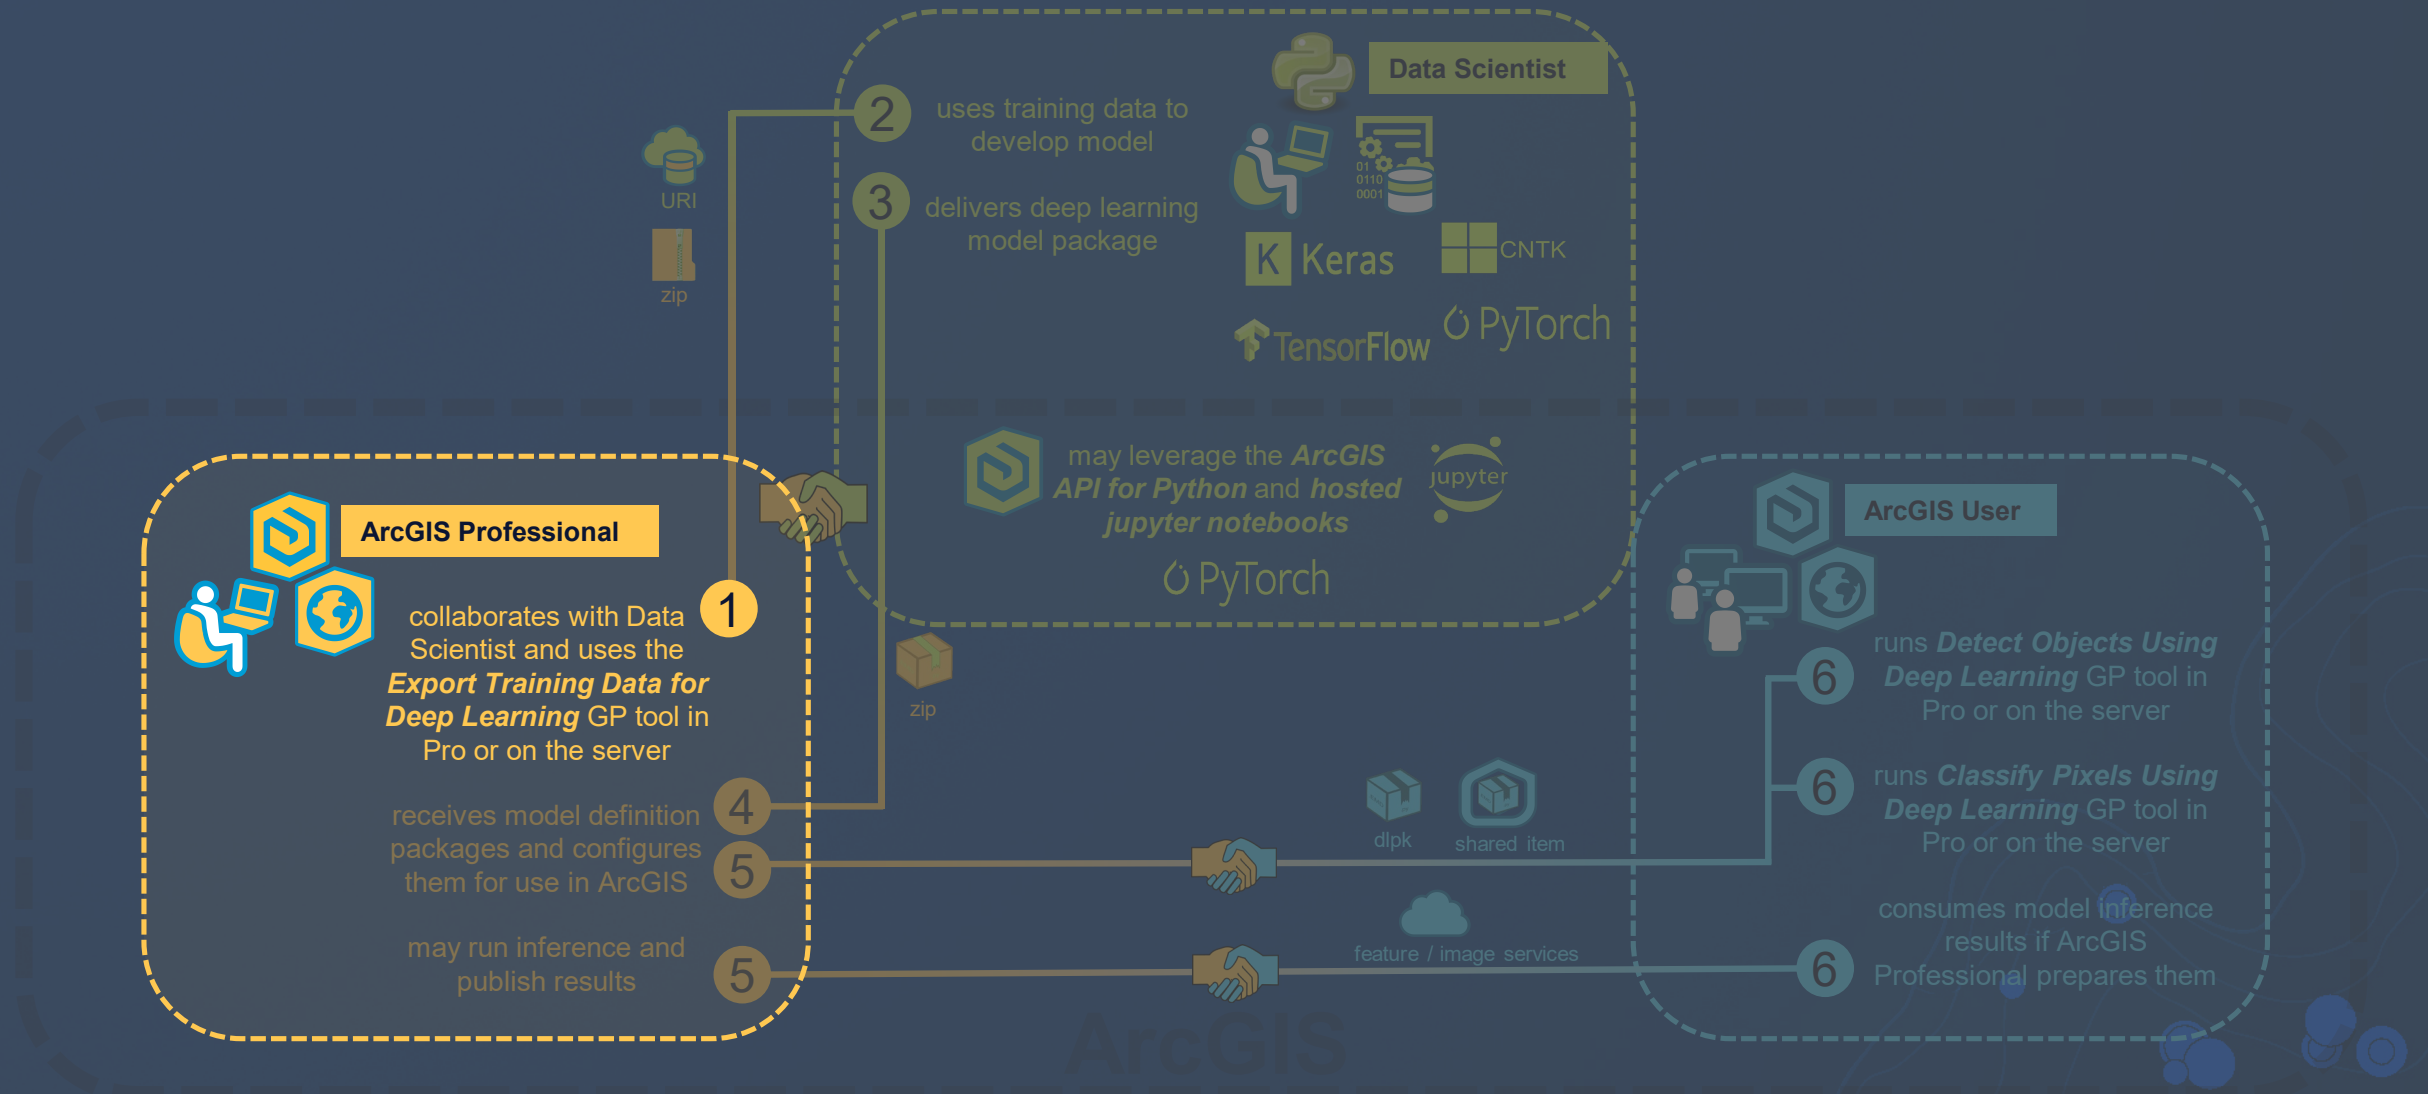 Data Scientist
2
uses training data to
develop model
URI
zip
3
delivers deep learning
model package
01
0110
0001
K Keras
CNTK
TensorFlow
PyTorch
may leverage the ArcGIS
API for Python and hosted
jupyter notebooks
jupyter
PyTorch
ArcGIS Professional
1
collaborates with Data
Scientist and uses the
Export Training Data for
Deep Learning GP tool in
Pro or on the server
zip
4
receives model definition
packages and configures
them for use in ArcGIS
5
may run inference and
publish results
5
dlpk
shared item
feature / image services
ArcGIS User
6
runs Detect Objects Using
Deep Learning GP tool in
Pro or on the server
6
runs Classify Pixels Using
Deep Learning GP tool in
Pro or on the server
6
consumes model inference
results if ArcGIS
Professional prepares them
ArcGIS